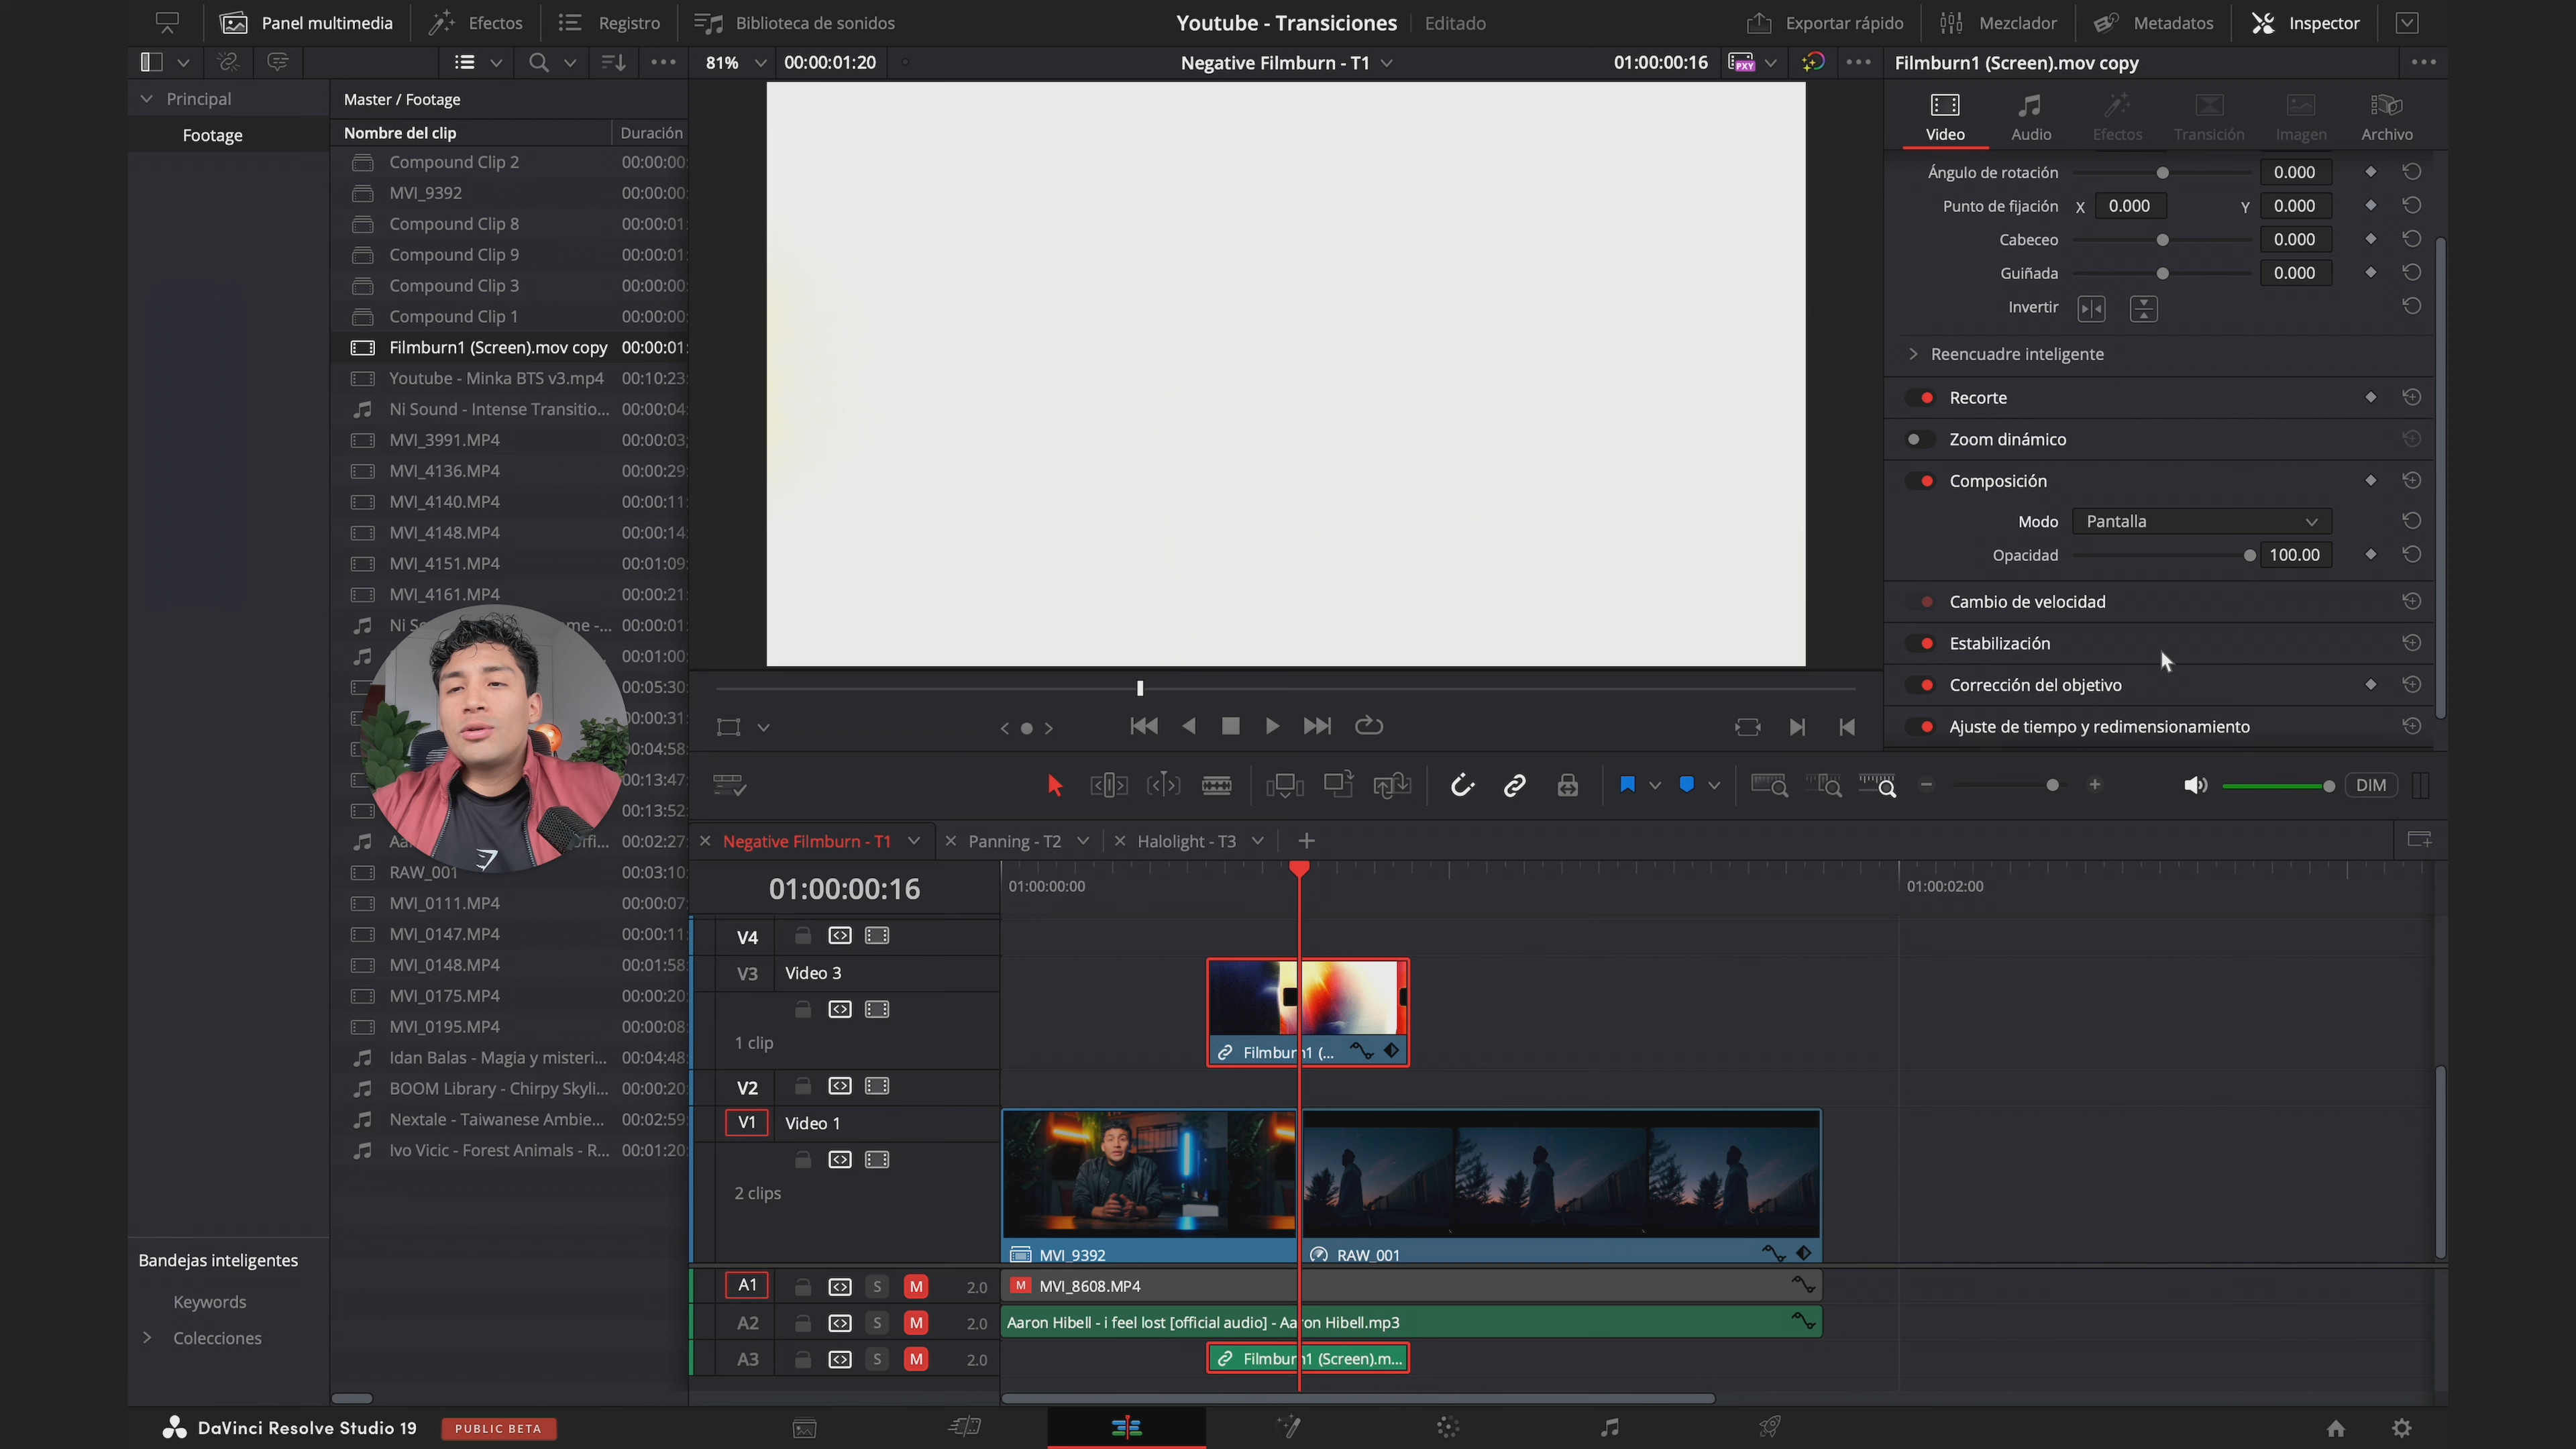 Panel multimedia
Efectos
Registro
Biblioteca de sonidos
Youtube - Transiciones
Editado
Exportar rápido
Mezclador
Metadatos
Inspector
81%
00:00:01:20
Negative Filmburn - T1
01:00:00:16
PXY
Filmburn1 (Screen).mov copy
Principal
Footage
Master / Footage
Nombre del clip
Duración
Compound Clip 2 00:00:00:
MVI_9392 00:00:00:
Compound Clip 8 00:00:01:
Compound Clip 9 00:00:01:
Compound Clip 3 00:00:00:
Compound Clip 1 00:00:00:
Filmburn1 (Screen).mov copy 00:00:01:
Youtube - Minka BTS v3.mp4 00:10:23:
Ni Sound - Intense Transitio... 00:00:04:
MVI_3991.MP4 00:00:03;
MVI_4136.MP4 00:00:29:
MVI_4140.MP4 00:00:11:
MVI_4148.MP4 00:00:14:
MVI_4151.MP4 00:01:09:
MVI_4161.MP4 00:00:21:
00:00:01:
00:01:00:
00:05:30:
00:00:31:
00:04:58:
00:13:47:
00:13:52:
00:02:27:
RAW_001 00:03:10:
MVI_0111.MP4 00:00:07:
MVI_0147.MP4 00:00:11:
MVI_0148.MP4 00:01:58:
MVI_0175.MP4 00:00:20:
MVI_0195.MP4 00:00:08:
Idan Balas - Magia y misteri... 00:04:48:
BOOM Library - Chirpy Skyli... 00:00:20:
Nextale - Taiwanese Ambie... 00:02:59:
Ivo Vicic - Forest Animals - R... 00:01:20:
Bandejas inteligentes
Keywords
Colecciones
Video
Audio
Efectos
Transición
Imagen
Archivo
Ángulo de rotación 0.000
Punto de fijación X 0.000 Y 0.000
Cabeceo 0.000
Guiñada 0.000
Invertir
Reencuadre inteligente
Recorte
Zoom dinámico
Composición
Modo Pantalla
Opacidad 100.00
Cambio de velocidad
Estabilización
Corrección del objetivo
Ajuste de tiempo y redimensionamiento
DIM
Negative Filmburn - T1
Panning - T2
Halolight - T3
01:00:00:16
01:00:00:00
01:00:02:00
V4
V3 Video 3
1 clip
Filmburn1 (...
V2
V1 Video 1
2 clips
MVI_9392
RAW_001
A1 S M 2.0
M MVI_8608.MP4
A2 S M 2.0
Aaron Hibell - i feel lost [official audio] - Aaron Hibell.mp3
A3 S M 2.0
Filmburn1 (Screen).m...
DaVinci Resolve Studio 19
PUBLIC BETA